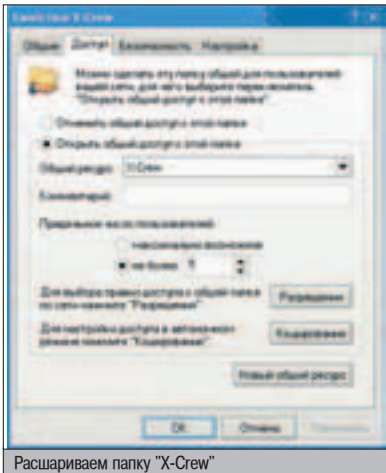 Общие Доступ Безопасность Настройка
Можно сделать эту папку общей для пользователей
вашей сети, для чего выберите переключатель
"Открыть общий доступ к этой папке".
Отменить общий доступ к этой папке
Открыть общий доступ к этой папке
Общий ресурс: X-Crew
Комментарий:
Предельное число пользователей:
максимально возможное
не более
Для выбора правил доступа к общей папке
по сети нажмите "Разрешения".
Разрешения
Для настройки доступа в автономном
режиме нажмите "Кэширование".
Кэширование
Новый общий ресурс
OK Отмена
Расшариваем папку "X-Crew"